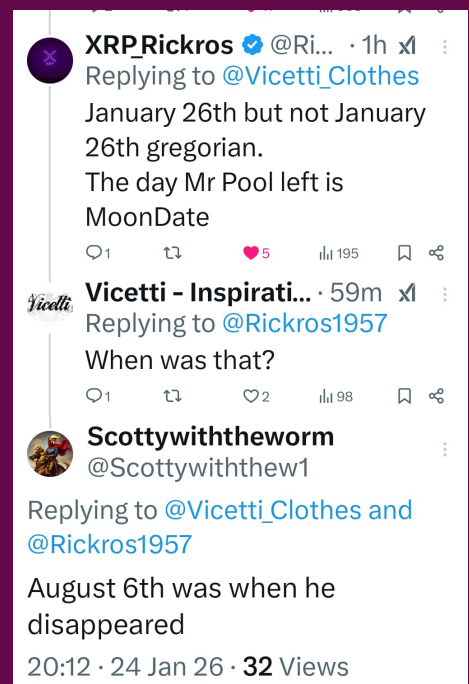 XRP_Rickros @Ri... · 1h
Replying to @Vicetti_Clothes
January 26th but not January
26th gregorian.
The day Mr Pool left is
MoonDate
1 5 195
Vicetti
Vicetti - Inspirati... · 59m
Replying to @Rickros1957
When was that?
1 2 98
Scottywiththeworm
@Scottywiththew1
Replying to @Vicetti_Clothes and
@Rickros1957
August 6th was when he
disappeared
20:12 · 24 Jan 26 · 32 Views